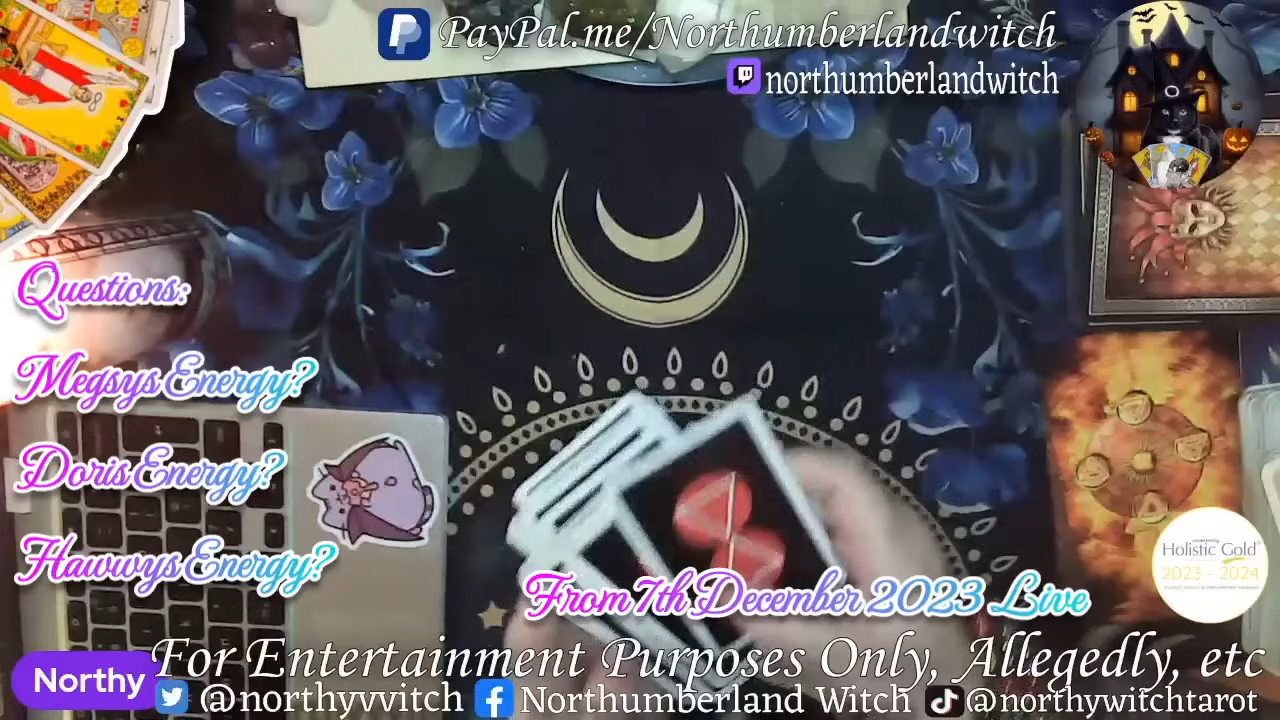 PayPal.me/Northumberlandwitch
northumberlandwitch
Questions:
Megsys Energy?
Doris Energy?
Hawwys Energy?
Holistic Gold
2023 - 2024
From 7th December 2023 Live
For Entertainment Purposes Only, Allegedly, etc
Northy
@northyvvitch
Northumberland Witch
@northywitchtarot